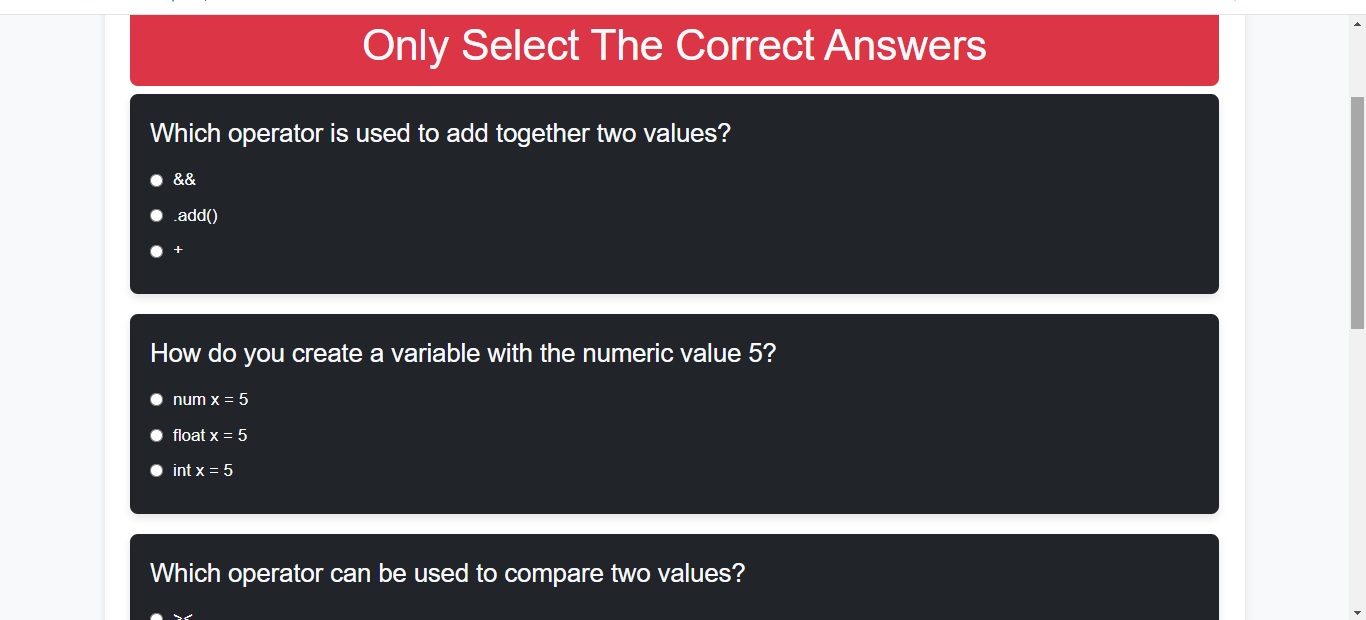 Only Select The Correct Answers
Which operator is used to add together two values?
&&
.add()
+
How do you create a variable with the numeric value 5?
num x = 5
float x = 5
int x = 5
Which operator can be used to compare two values?
><